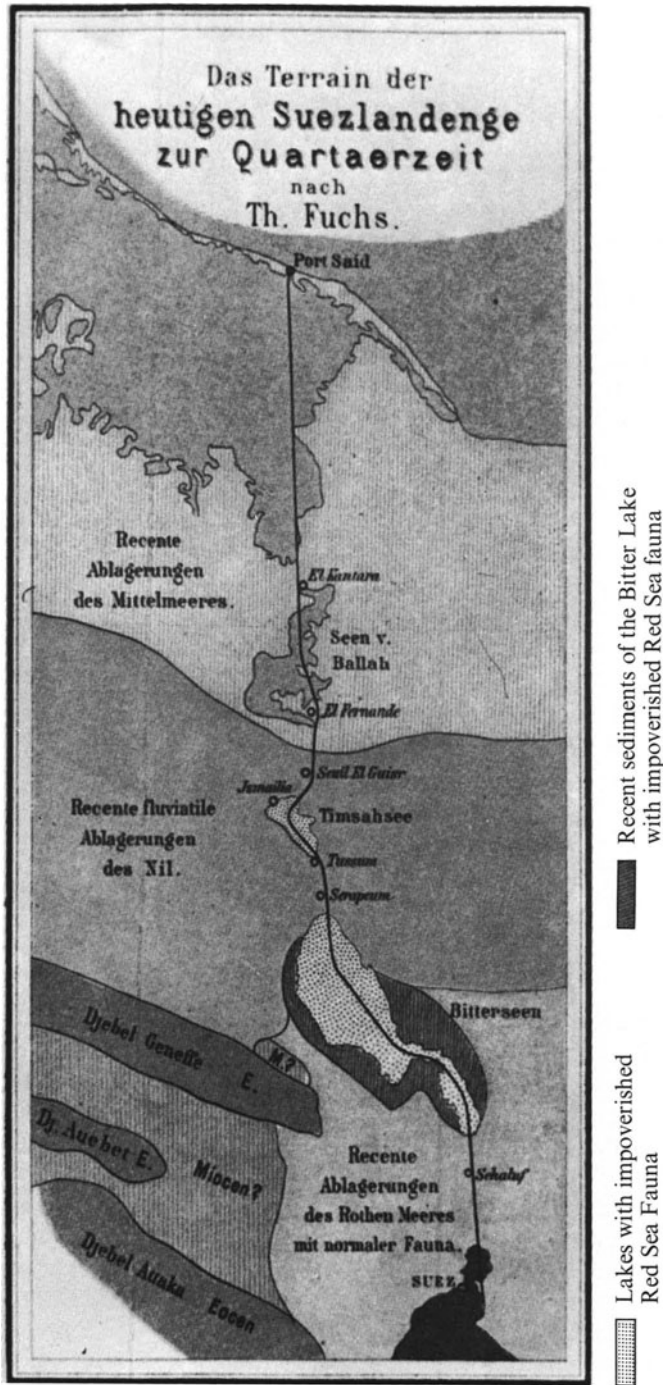 Das Terrain der
heutigen Suezlandenge
zur Quartaerzeit
nach
Th. Fuchs.
Port Said
Recente
Ablagerungen
des Mittelmeeres.
El Kantara
Seen v.
Ballah
El Fernande
Seuil El Guisr
Ismailia
Timsahsee
Recente fluviatile
Ablagerungen
des Nil.
Tussum
Serapeum
Bitterseen
Djebel Geneffe E.
M.?
Dj. Auebet E.
Miocen?
Recente
Ablagerungen
des Rothen Meeres
mit normaler Fauna.
Schaluf
Djebel Attaka Eocen
SUEZ
Recent sediments of the Bitter Lake
with impoverished Red Sea fauna
Lakes with impoverished
Red Sea Fauna